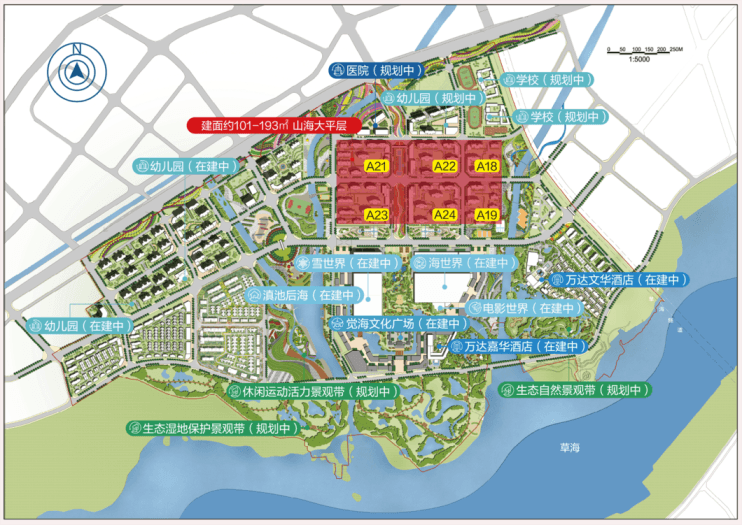 N
0 50 100 150 200 250M
1:5000
医院（规划中）
学校（规划中）
幼儿园（规划中）
学校（规划中）
建面约101-193㎡ 山海大平层
幼儿园（在建中）
A21
A22
A18
A23
A24
A19
雪世界（在建中）
海世界（在建中）
万达文华酒店（在建中）
滇池后海（在建中）
电影世界（在建中）
幼儿园（在建中）
觉海文化广场（在建中）
万达嘉华酒店（在建中）
休闲运动活力景观带（规划中）
生态自然景观带（规划中）
生态湿地保护景观带（规划中）
草海